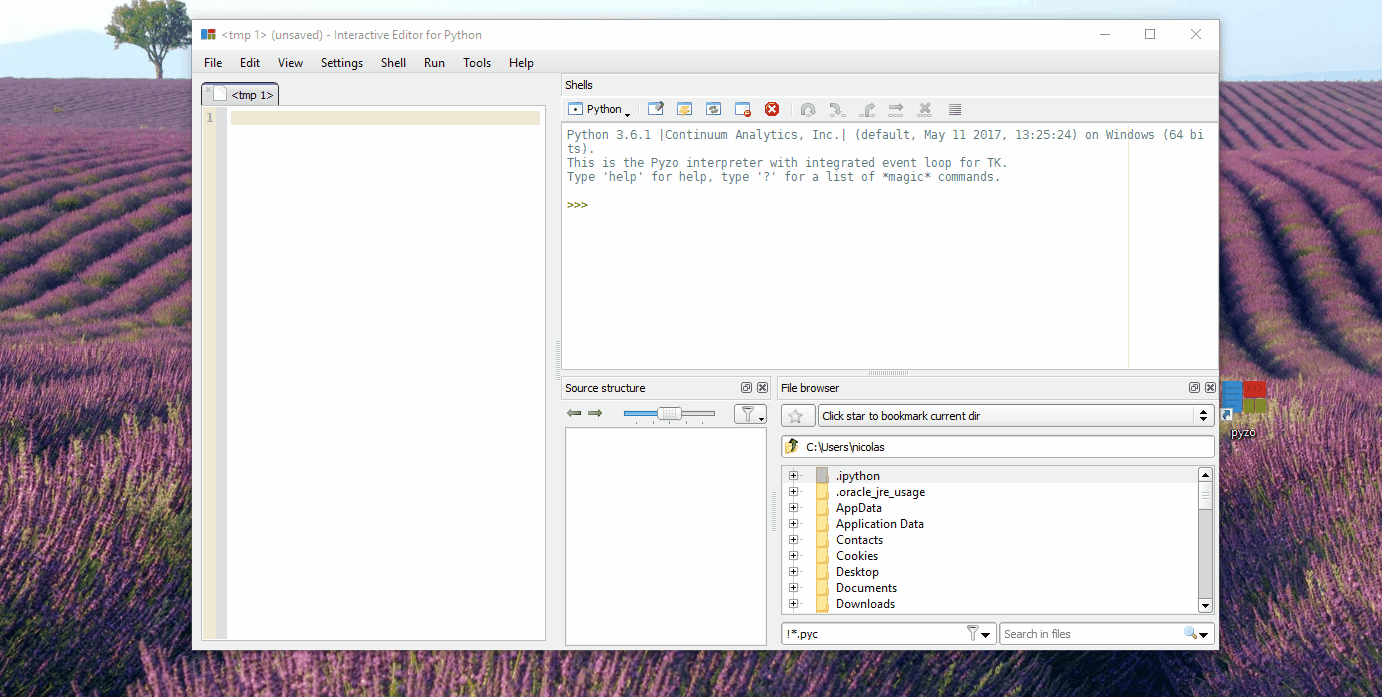 <tmp 1> (unsaved) - Interactive Editor for Python
File Edit View Settings Shell Run Tools Help
<tmp 1>
1
Shells
Python
Python 3.6.1 |Continuum Analytics, Inc.| (default, May 11 2017, 13:25:24) on Windows (64 bi
ts).
This is the Pyzo interpreter with integrated event loop for TK.
Type 'help' for help, type '?' for a list of *magic* commands.
>>>
Source structure
File browser
Click star to bookmark current dir
C:\Users\nicolas
.ipython
.oracle_jre_usage
AppData
Application Data
Contacts
Cookies
Desktop
Documents
Downloads
!*.pyc
Search in files
pyzo